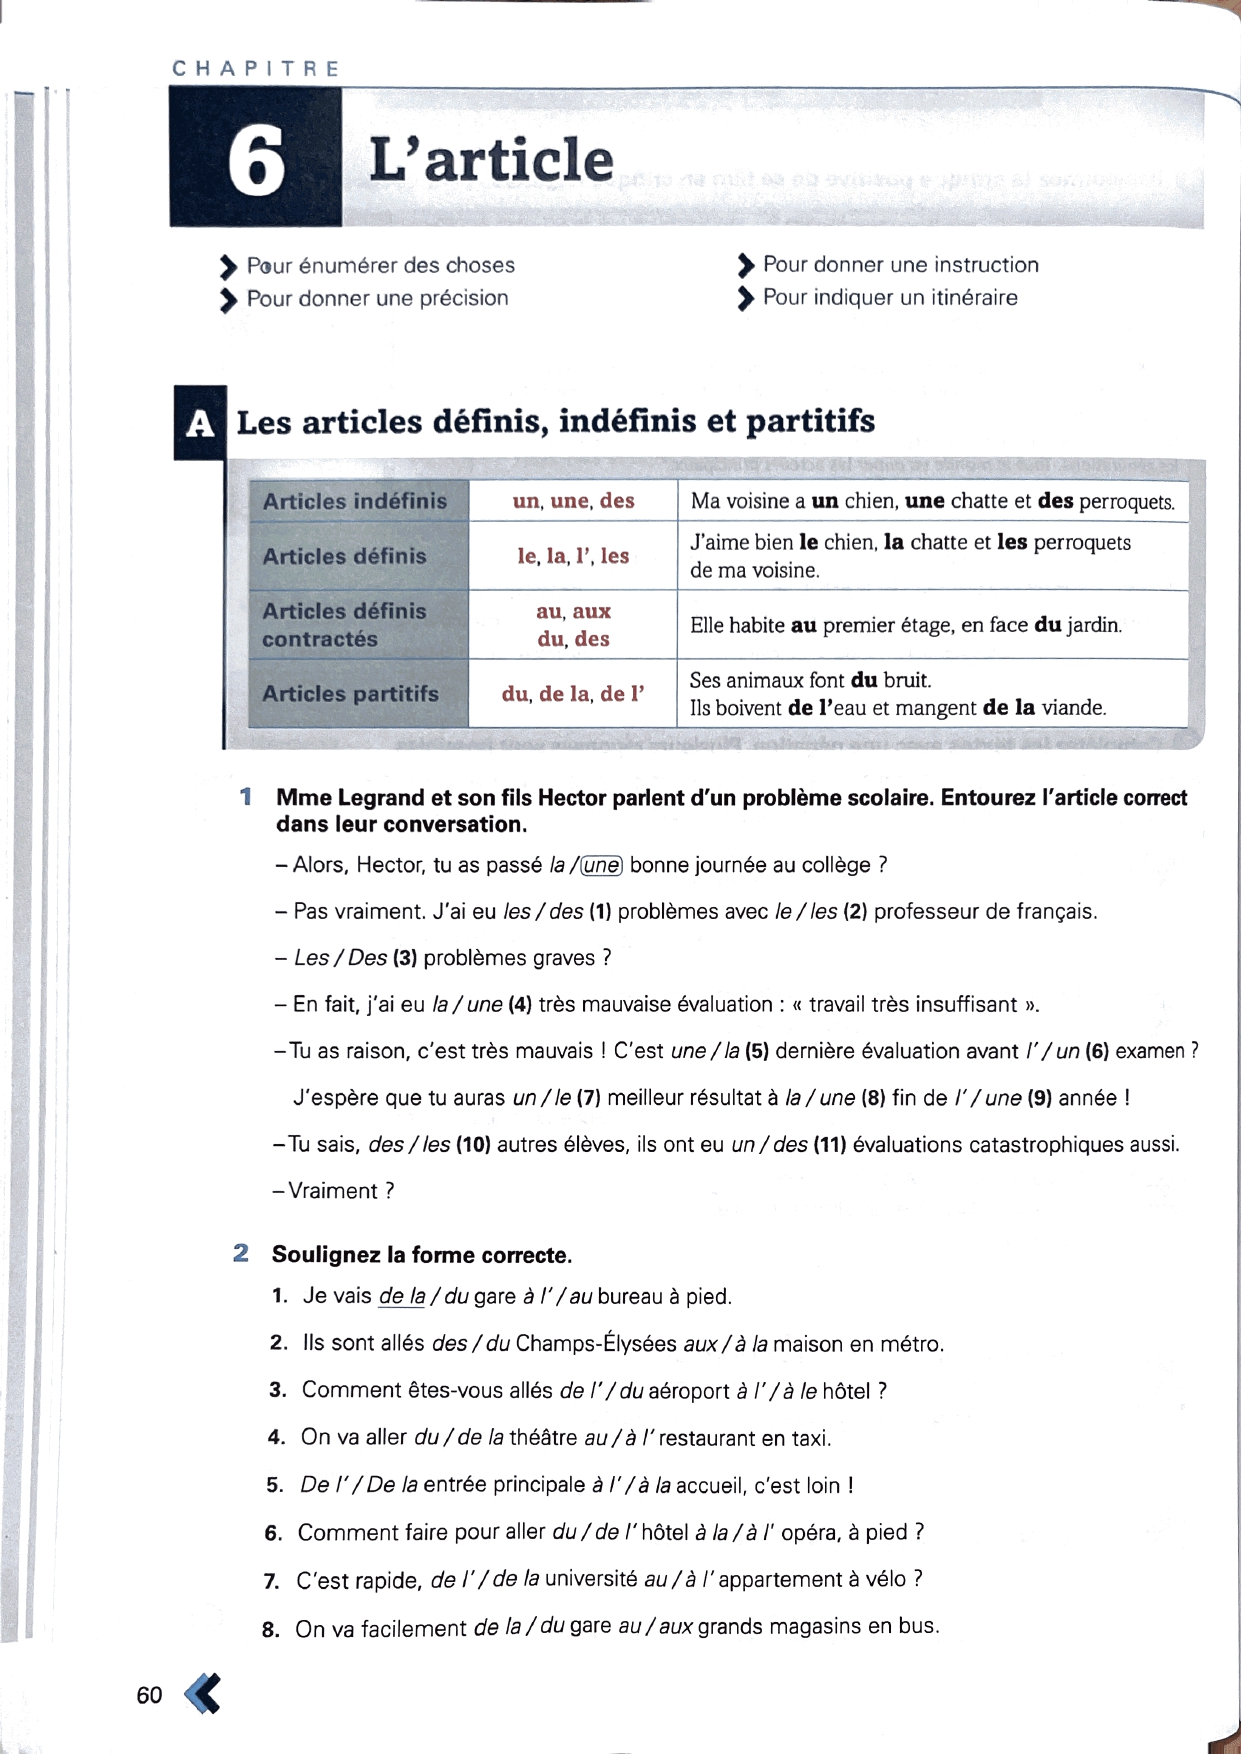 CHAPITRE
6 L'article
Pour énumérer des choses
Pour donner une précision
Pour donner une instruction
Pour indiquer un itinéraire
A Les articles définis, indéfinis et partitifs
Articles indéfinis un, une, des Ma voisine a un chien, une chatte et des perroquets.
Articles définis le, la, l', les J'aime bien le chien, la chatte et les perroquets
de ma voisine.
Articles définis contractés au, aux
du, des Elle habite au premier étage, en face du jardin.
Articles partitifs du, de la, de l' Ses animaux font du bruit.
Ils boivent de l'eau et mangent de la viande.
1 Mme Legrand et son fils Hector parlent d'un problème scolaire. Entourez l'article correct
dans leur conversation.
– Alors, Hector, tu as passé la / une bonne journée au collège ?
– Pas vraiment. J'ai eu les / des (1) problèmes avec le / les (2) professeur de français.
– Les / Des (3) problèmes graves ?
– En fait, j'ai eu la / une (4) très mauvaise évaluation : « travail très insuffisant ».
– Tu as raison, c'est très mauvais ! C'est une / la (5) dernière évaluation avant l' / un (6) examen ?
J'espère que tu auras un / le (7) meilleur résultat à la / une (8) fin de l' / une (9) année !
– Tu sais, des / les (10) autres élèves, ils ont eu un / des (11) évaluations catastrophiques aussi.
– Vraiment ?
2 Soulignez la forme correcte.
1. Je vais de la / du gare à l' / au bureau à pied.
2. Ils sont allés des / du Champs-Élysées aux / à la maison en métro.
3. Comment êtes-vous allés de l' / du aéroport à l' / à le hôtel ?
4. On va aller du / de la théâtre au / à l' restaurant en taxi.
5. De l' / De la entrée principale à l' / à la accueil, c'est loin !
6. Comment faire pour aller du / de l' hôtel à la / à l' opéra, à pied ?
7. C'est rapide, de l' / de la université au / à l' appartement à vélo ?
8. On va facilement de la / du gare au / aux grands magasins en bus.
60